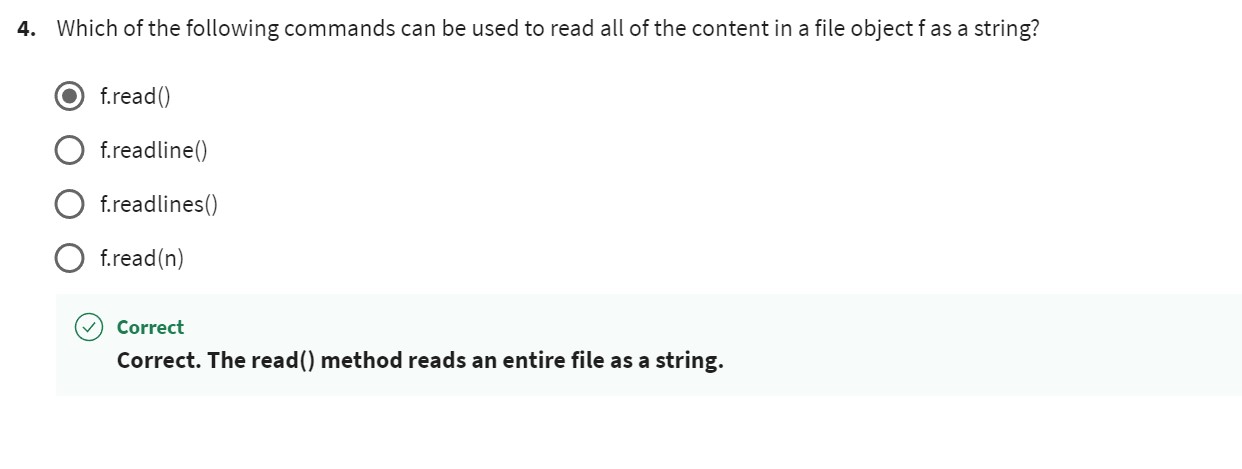 4. Which of the following commands can be used to read all of the content in a file object f as a string?
f.read()
f.readline()
f.readlines()
f.read(n)
Correct
Correct. The read() method reads an entire file as a string.